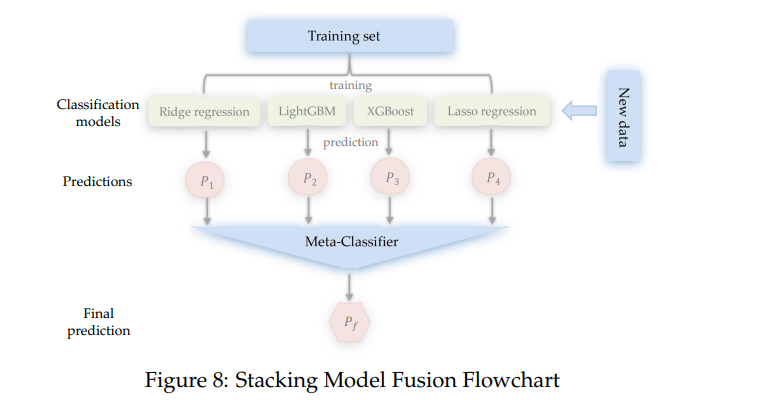 Training set
training
Classification
models
Ridge regression
LightGBM
XGBoost
Lasso regression
New data
prediction
Predictions
P1
P2
P3
P4
Meta-Classifier
Final
prediction
Pf
Figure 8: Stacking Model Fusion Flowchart